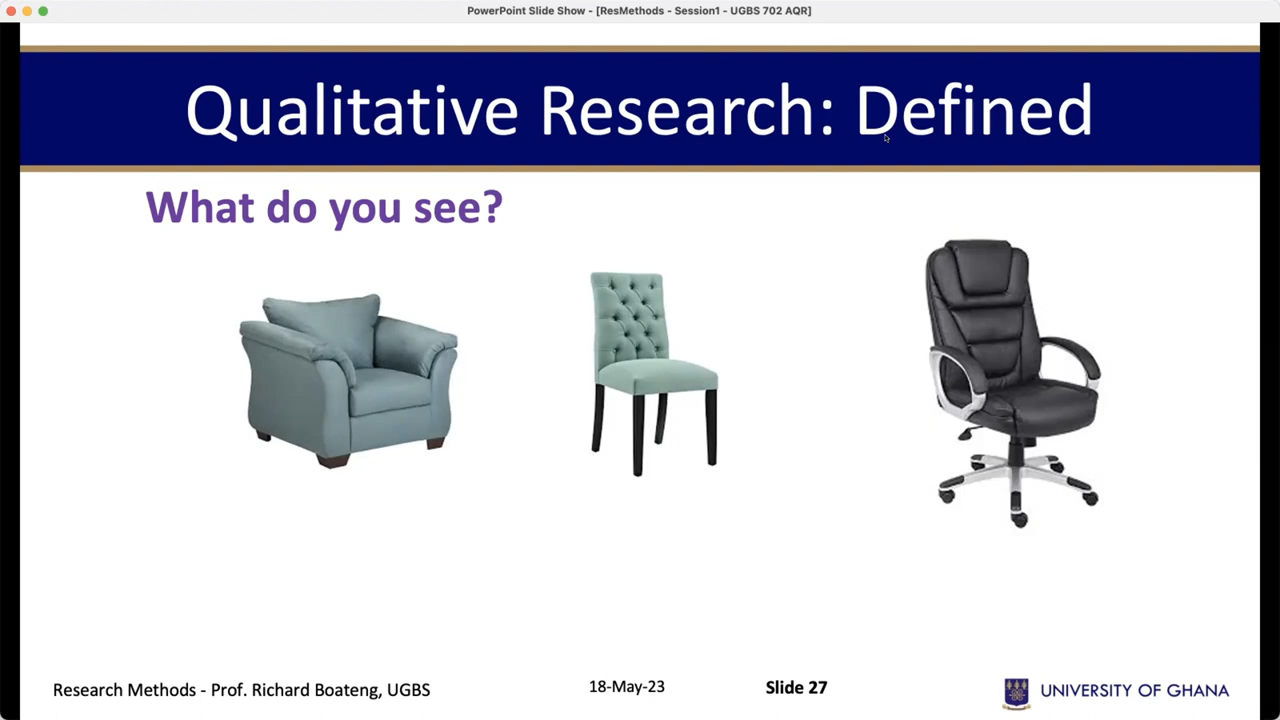 PowerPoint Slide Show - [ResMethods - Session1 - UGBS 702 AQR]
Qualitative Research: Defined
What do you see?
Research Methods - Prof. Richard Boateng, UGBS
18-May-23
Slide 27
UNIVERSITY OF GHANA